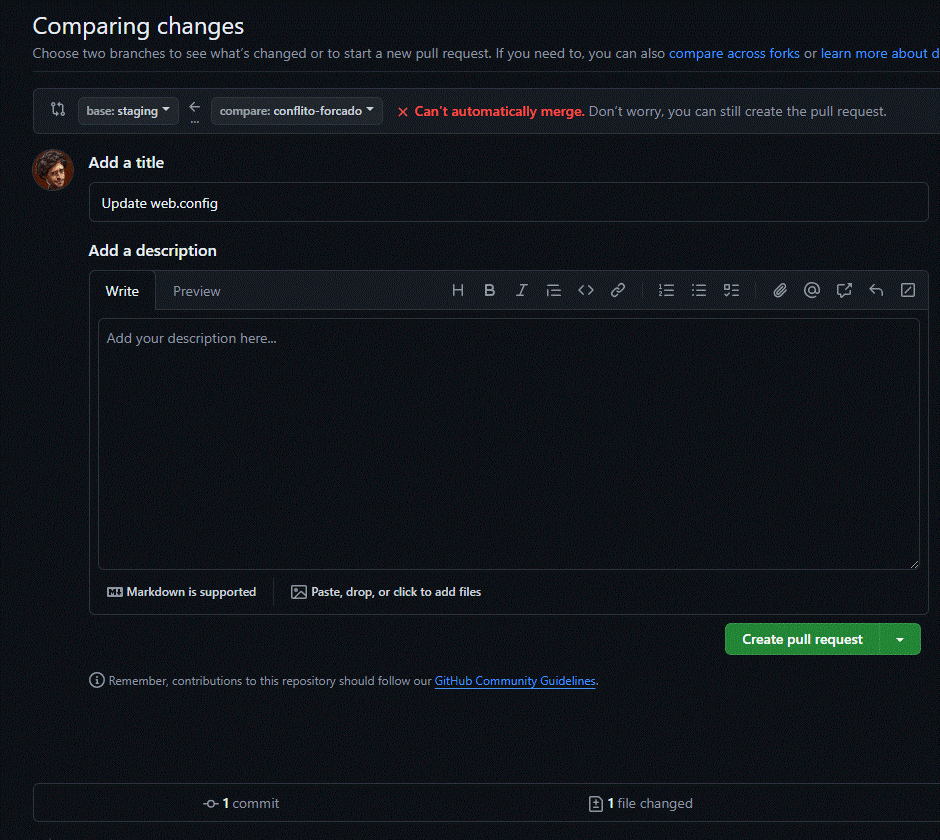 Comparing changes
Choose two branches to see what's changed or to start a new pull request. If you need to, you can also compare across forks or learn more about d
base: staging ... compare: conflito-forcado Can't automatically merge. Don't worry, you can still create the pull request.
Add a title
Update web.config
Add a description
Write Preview
Add your description here...
Markdown is supported Paste, drop, or click to add files
Create pull request
Remember, contributions to this repository should follow our GitHub Community Guidelines.
1 commit 1 file changed